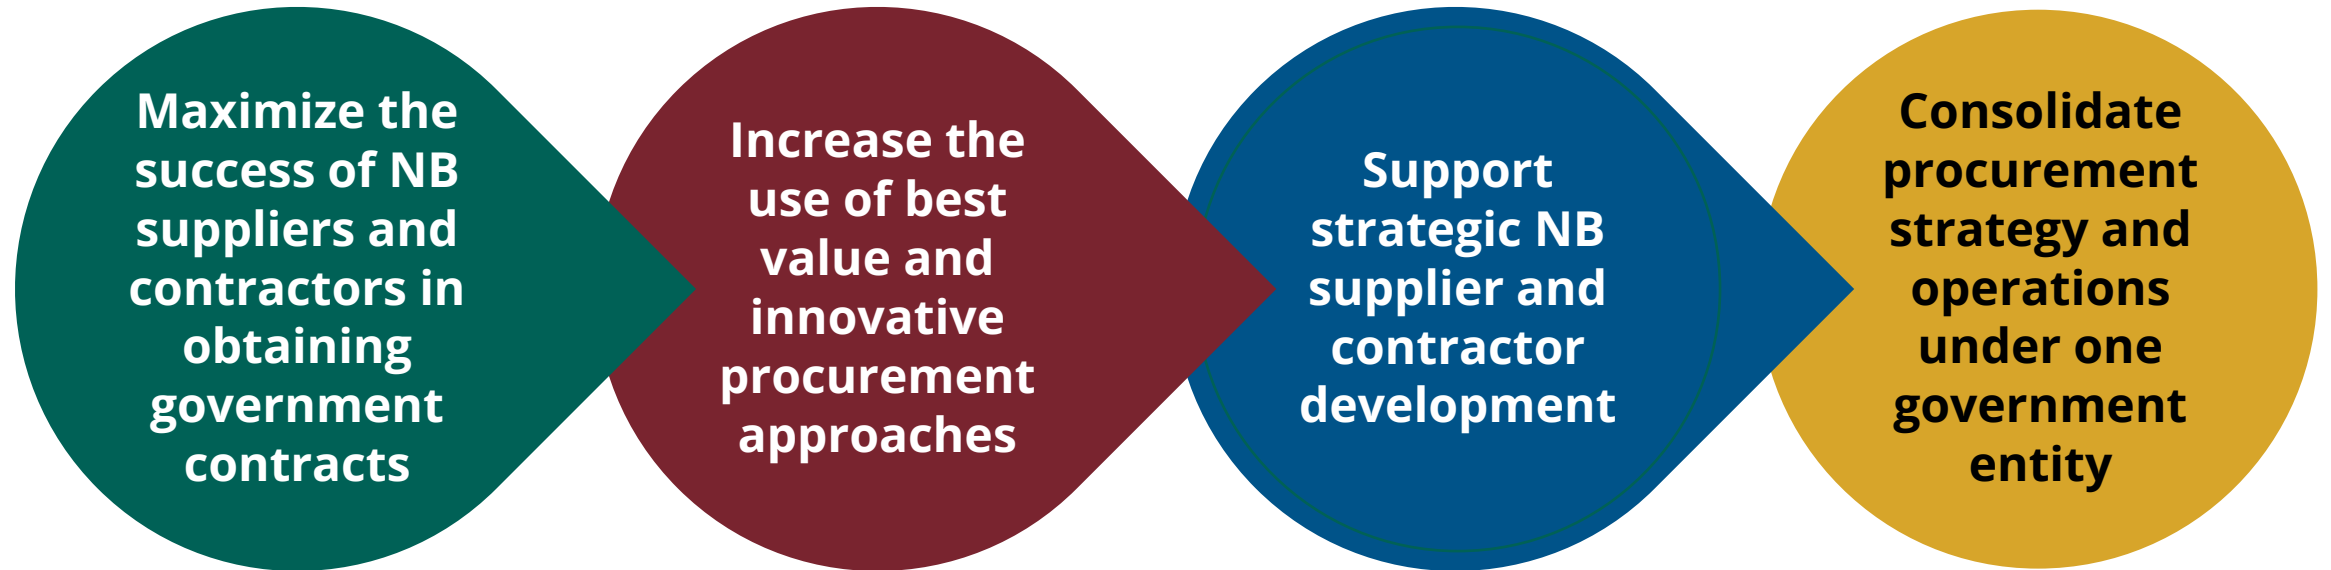 Maximize the
success of NB
suppliers and
contractors in
obtaining
government
contracts
Increase the
use of best
value and
innovative
procurement
approaches
Support
strategic NB
supplier and
contractor
development
Consolidate
procurement
strategy and
operations
under one
government
entity